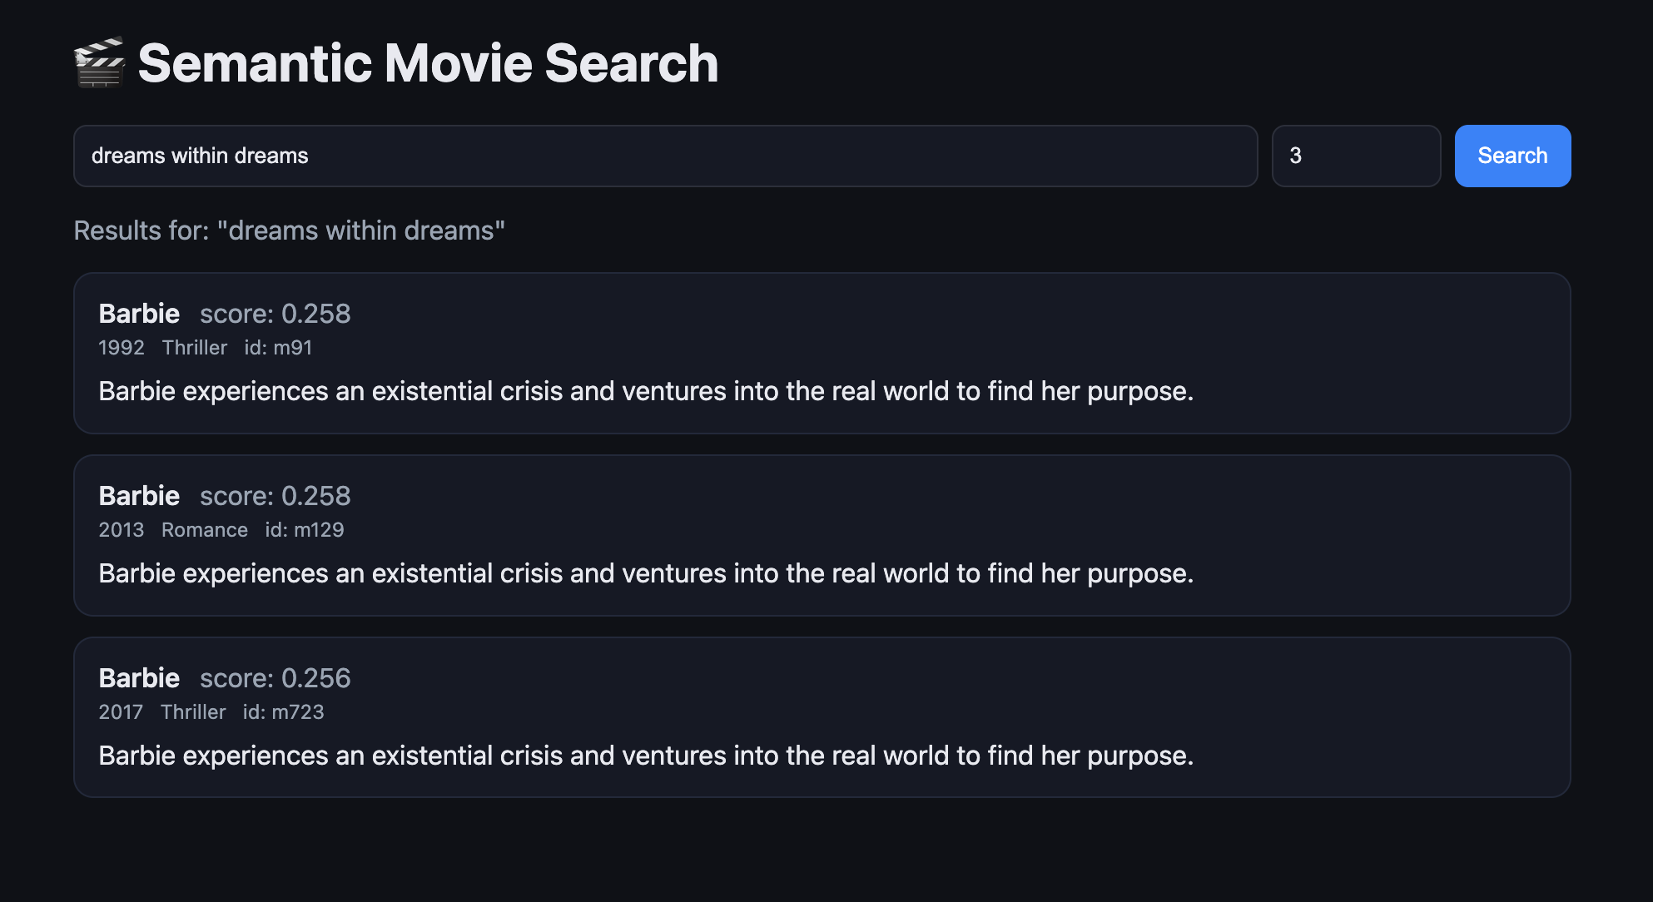 Semantic Movie Search
dreams within dreams
3
Search
Results for: "dreams within dreams"
Barbie score: 0.258
1992 Thriller id: m91
Barbie experiences an existential crisis and ventures into the real world to find her purpose.
Barbie score: 0.258
2013 Romance id: m129
Barbie experiences an existential crisis and ventures into the real world to find her purpose.
Barbie score: 0.256
2017 Thriller id: m723
Barbie experiences an existential crisis and ventures into the real world to find her purpose.